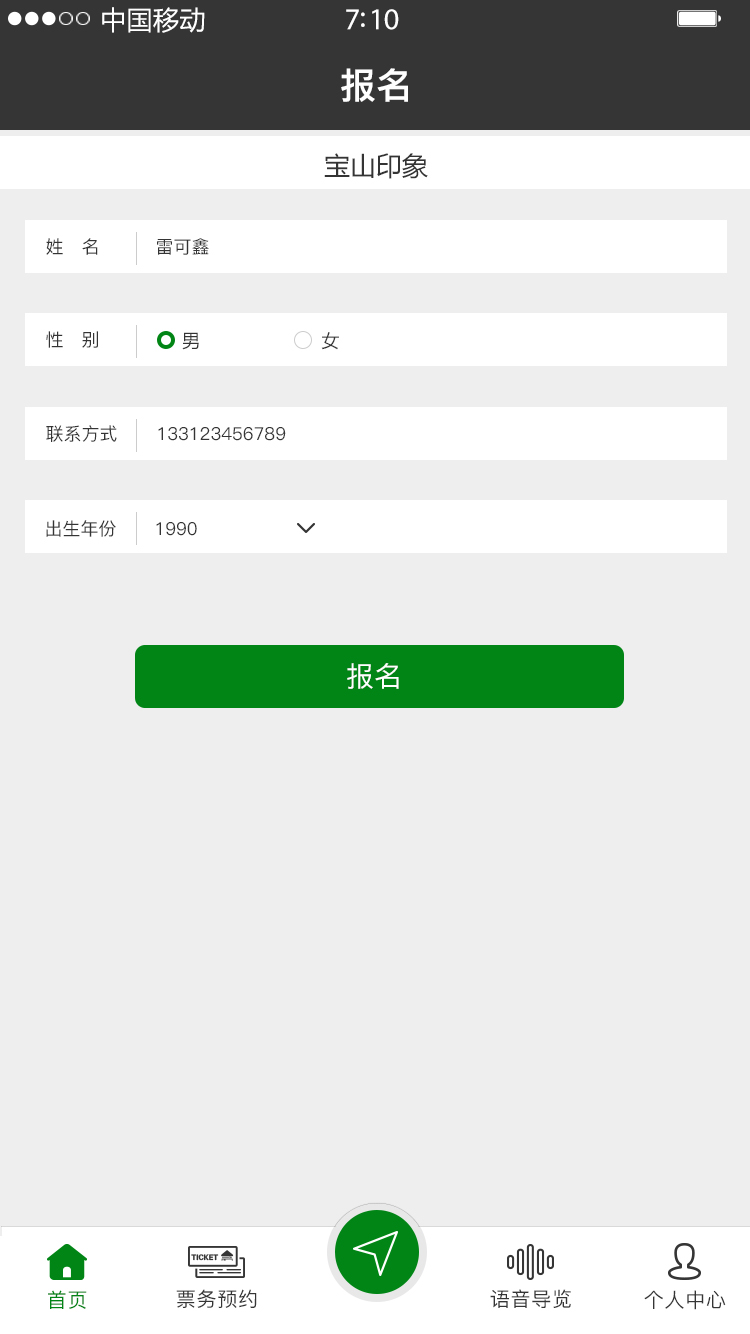 中国移动 7:10
报名
宝山印象
姓 名 雷可鑫
性 别 男 女
联系方式 133123456789
出生年份 1990
报名
TICKET
首页 票务预约 语音导览 个人中心